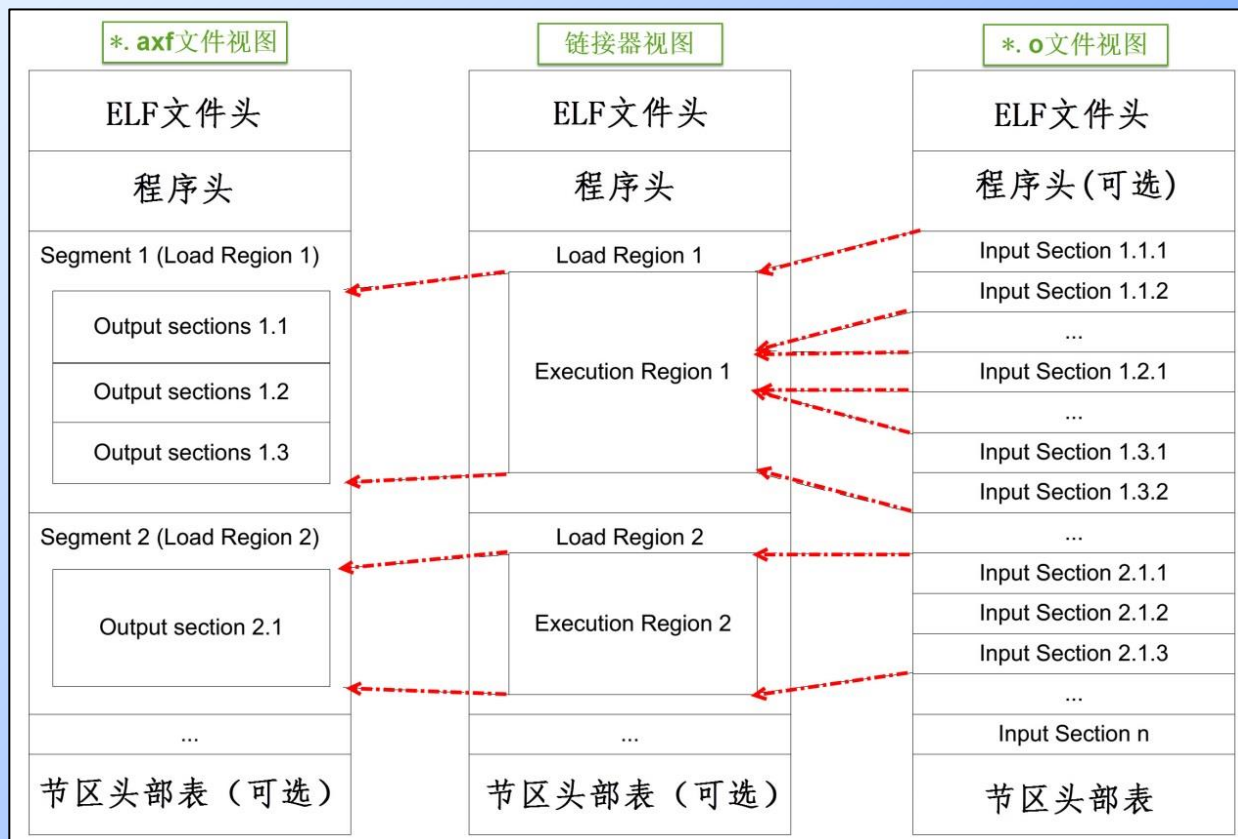 *. axf文件视图
ELF文件头
程序头
Segment 1 (Load Region 1)
Output sections 1.1
Output sections 1.2
Output sections 1.3
Segment 2 (Load Region 2)
Output section 2.1
...
节区头部表（可选）
链接器视图
ELF文件头
程序头
Load Region 1
Execution Region 1
Load Region 2
Execution Region 2
...
节区头部表（可选）
*. o文件视图
ELF文件头
程序头(可选)
Input Section 1.1.1
Input Section 1.1.2
...
Input Section 1.2.1
...
Input Section 1.3.1
Input Section 1.3.2
...
Input Section 2.1.1
Input Section 2.1.2
Input Section 2.1.3
...
Input Section n
节区头部表